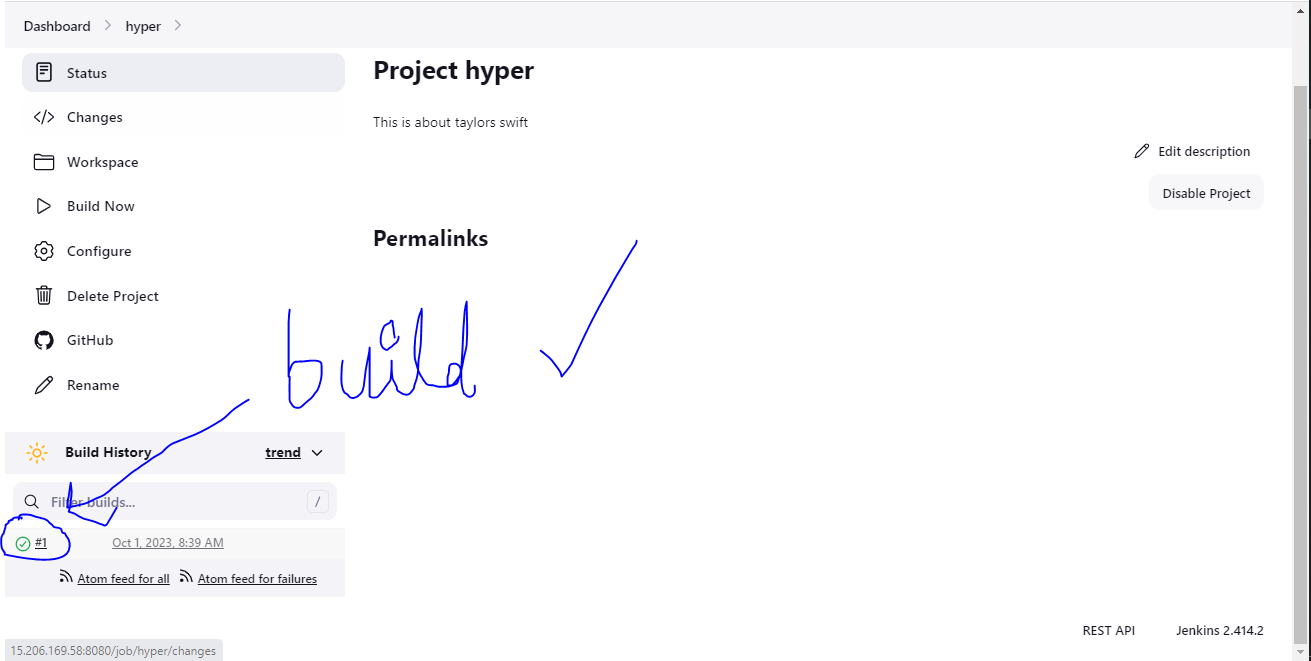 Dashboard > hyper >
Status
Project hyper
Changes
This is about taylors swift
Edit description
Workspace
Disable Project
Build Now
Permalinks
Configure
Delete Project
GitHub
build
Rename
Build History trend
Filter builds... /
#1 Oct 1, 2023, 8:39 AM
Atom feed for all Atom feed for failures
REST API Jenkins 2.414.2
15.206.169.58:8080/job/hyper/changes